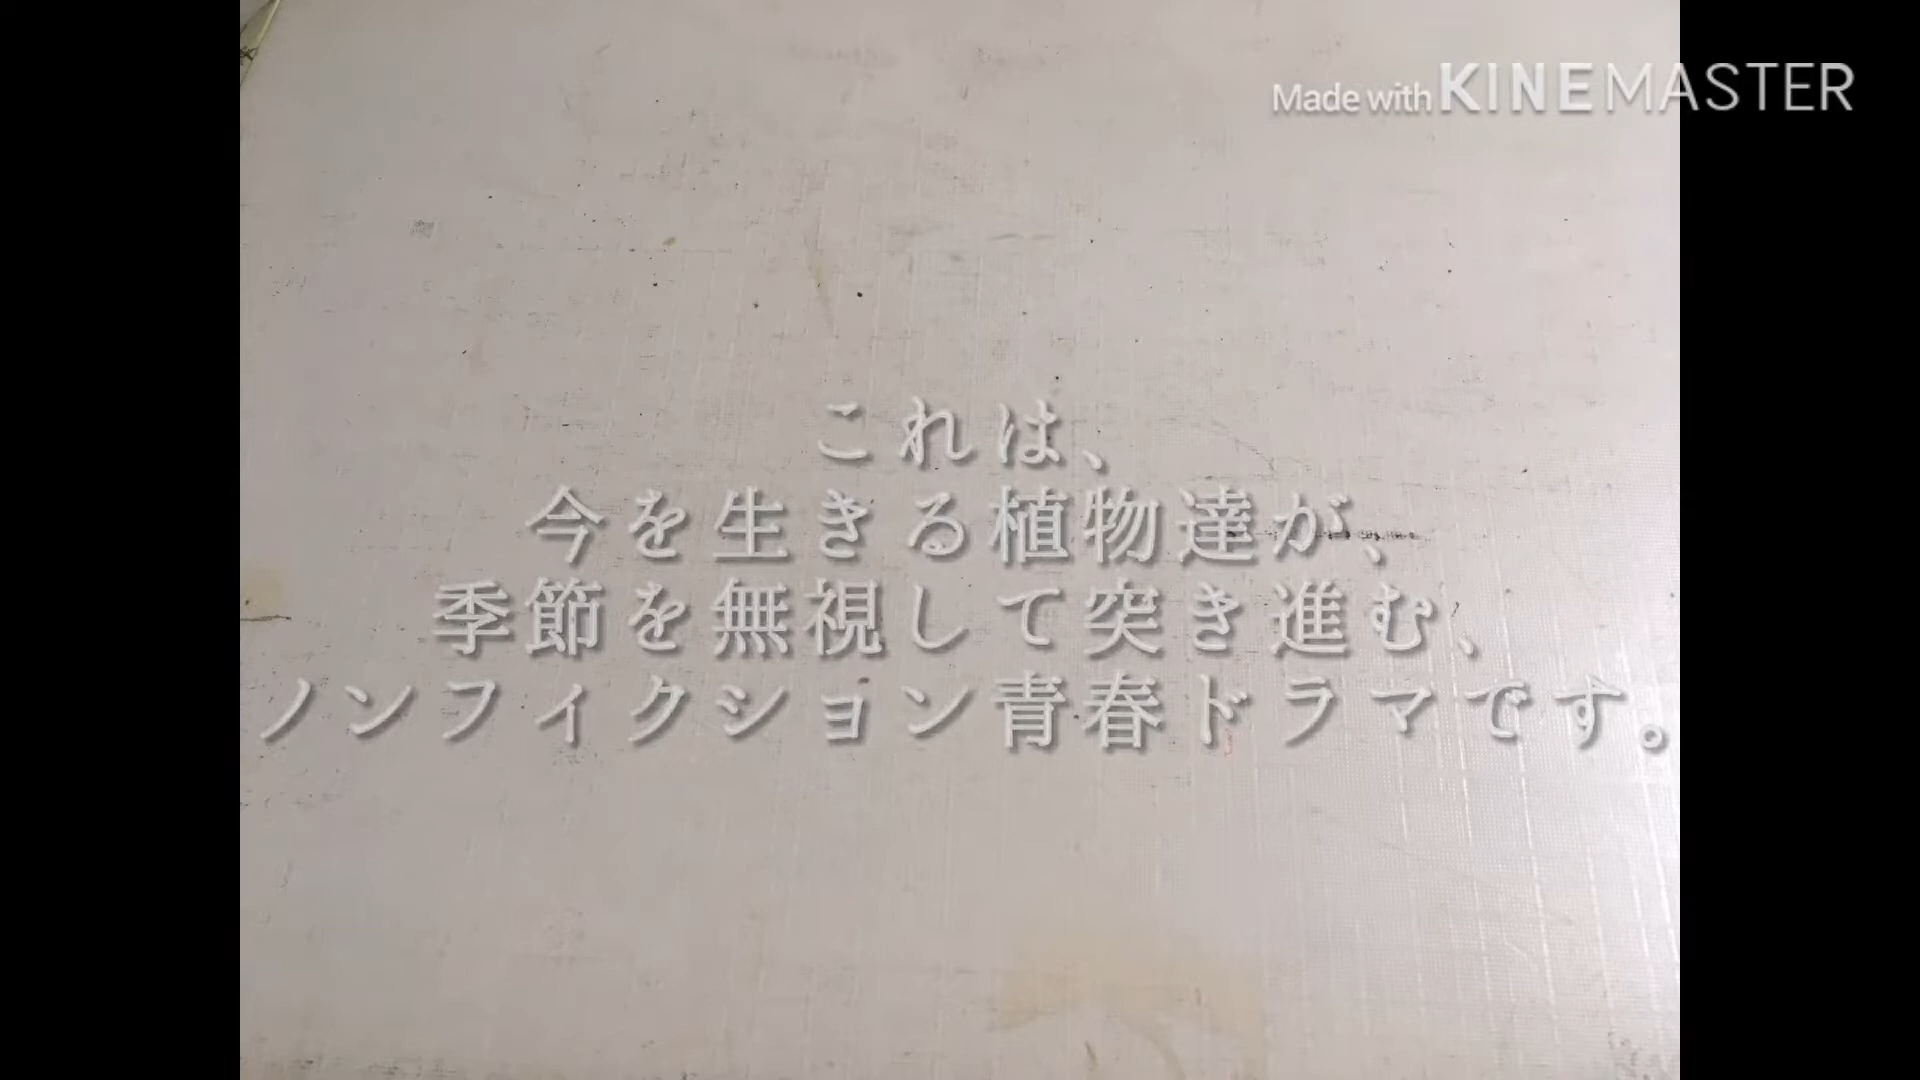 Made with KINEMASTER
これは、
今を生きる植物達が、
季節を無視して突き進む、
ノンフィクション青春ドラマです。